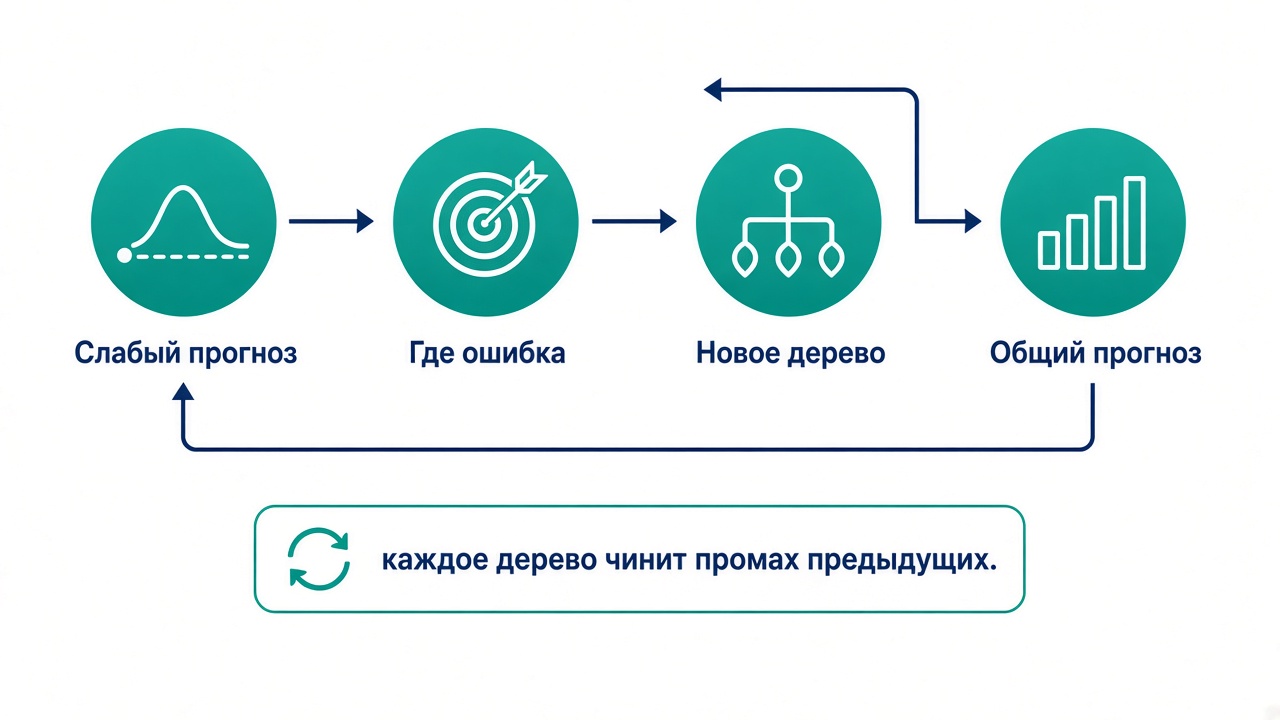 Слабый прогноз
Где ошибка
Новое дерево
Общий прогноз
каждое дерево чинит промах предыдущих.